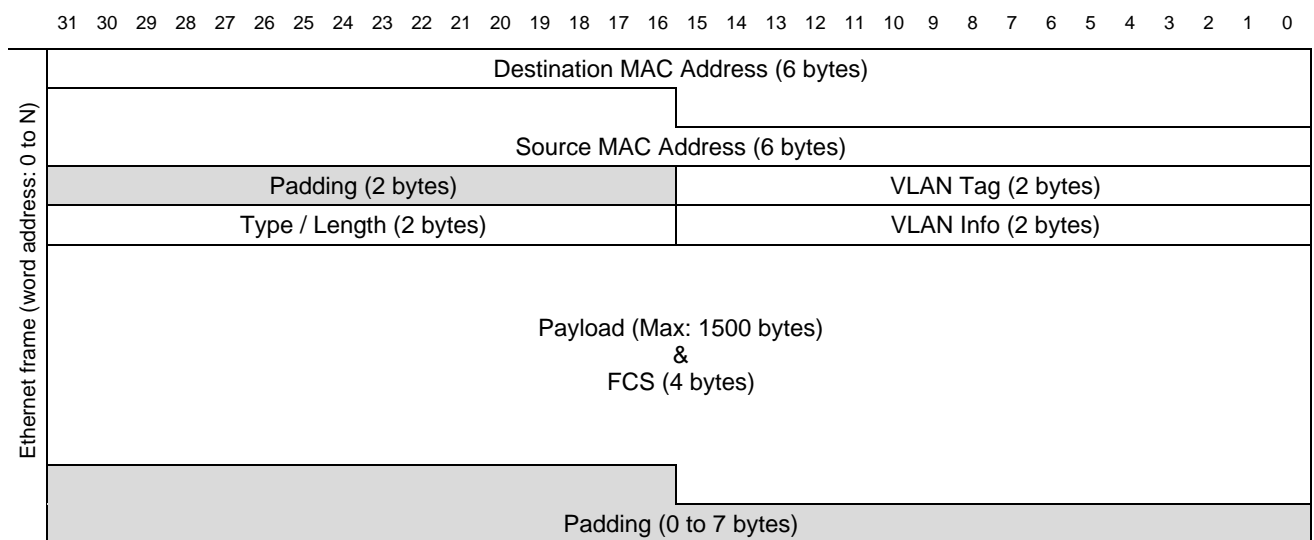 31 30 29 28 27 26 25 24 23 22 21 20 19 18 17 16 15 14 13 12 11 10 9 8 7 6 5 4 3 2 1 0
Ethernet frame (word address: 0 to N)
Destination MAC Address (6 bytes)
Source MAC Address (6 bytes)
Padding (2 bytes) VLAN Tag (2 bytes)
Type / Length (2 bytes) VLAN Info (2 bytes)
Payload (Max: 1500 bytes)
&
FCS (4 bytes)
Padding (0 to 7 bytes)